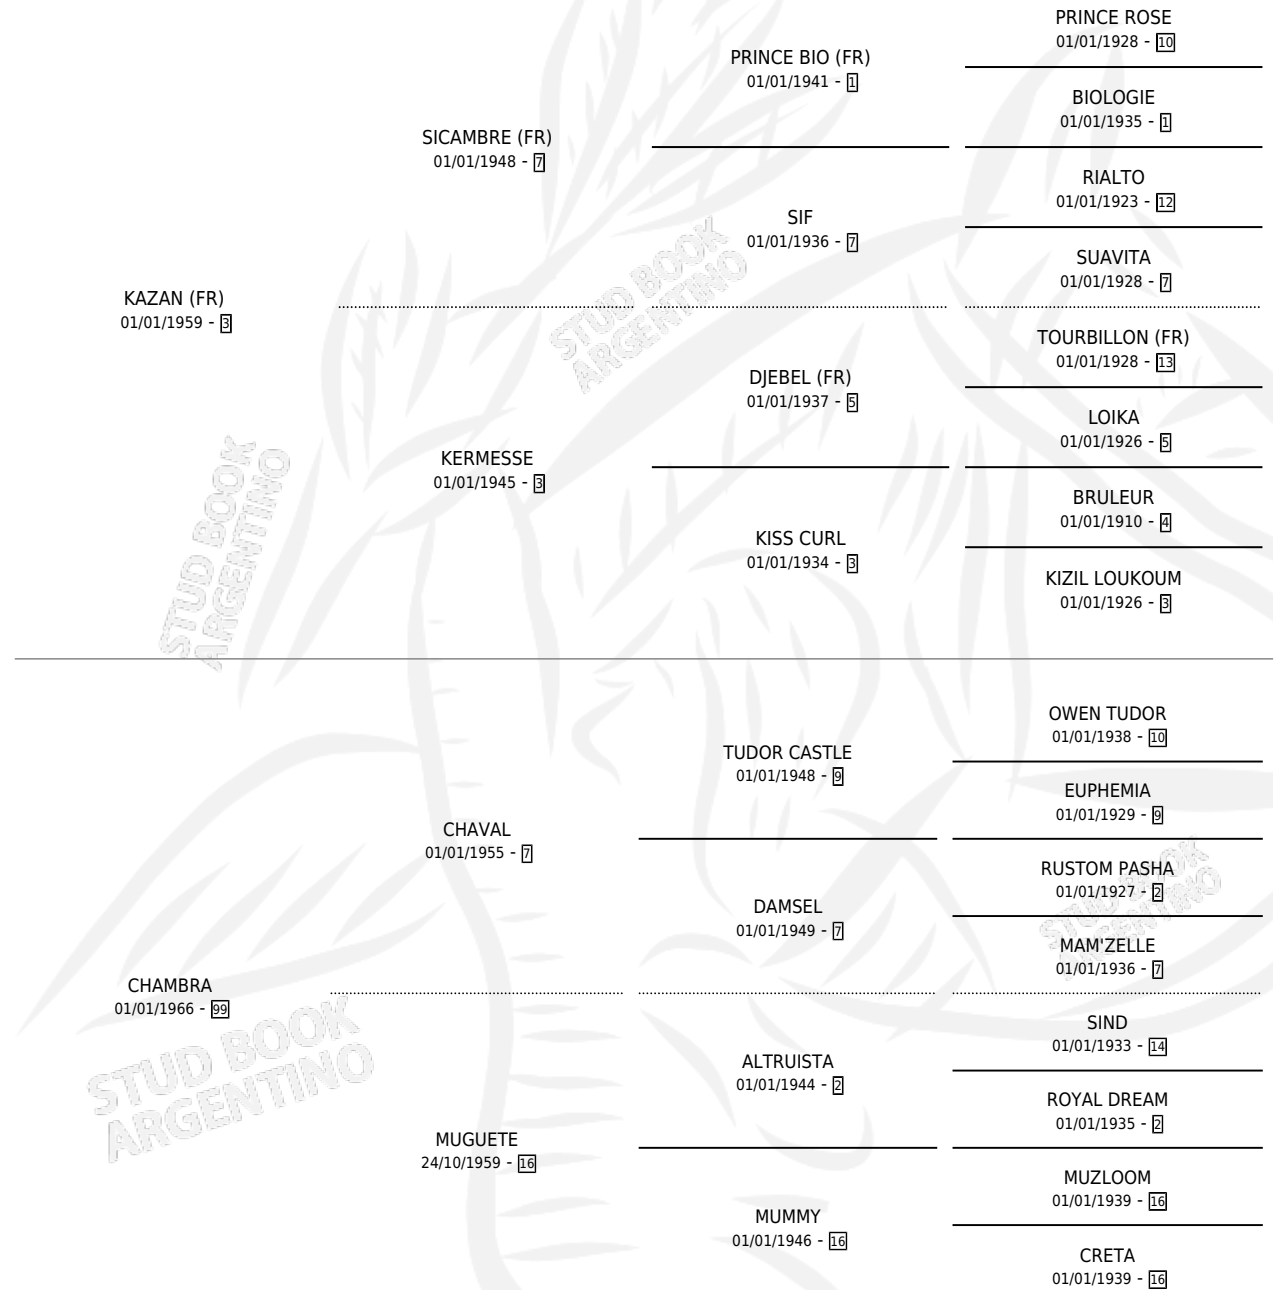 PRINCE ROSE
01/01/1928 - 10
PRINCE BIO (FR)
01/01/1941 - 1
BIOLOGIE
01/01/1935 - 1
SICAMBRE (FR)
01/01/1948 - 7
RIALTO
01/01/1923 - 12
SIF
01/01/1936 - 7
SUAVITA
01/01/1928 - 7
KAZAN (FR)
01/01/1959 - 3
TOURBILLON (FR)
01/01/1928 - 13
DJEBEL (FR)
01/01/1937 - 5
LOIKA
01/01/1926 - 5
KERMESSE
01/01/1945 - 3
BRULEUR
01/01/1910 - 4
KISS CURL
01/01/1934 - 3
KIZIL LOUKOUM
01/01/1926 - 3
OWEN TUDOR
01/01/1938 - 10
TUDOR CASTLE
01/01/1948 - 9
EUPHEMIA
01/01/1929 - 9
CHAVAL
01/01/1955 - 7
RUSTOM PASHA
01/01/1927 - 2
DAMSEL
01/01/1949 - 7
MAM'ZELLE
01/01/1936 - 7
CHAMBRA
01/01/1966 - 99
SIND
01/01/1933 - 14
ALTRUISTA
01/01/1944 - 2
ROYAL DREAM
01/01/1935 - 2
MUGUETE
24/10/1959 - 16
MUZLOOM
01/01/1939 - 16
MUMMY
01/01/1946 - 16
CRETA
01/01/1939 - 16
STUD BOOK
ARGENTINO
STUD BOOK
ARGENTINO
STUD BOOK
ARGENTINO
STUD BOOK
ARGENTINO